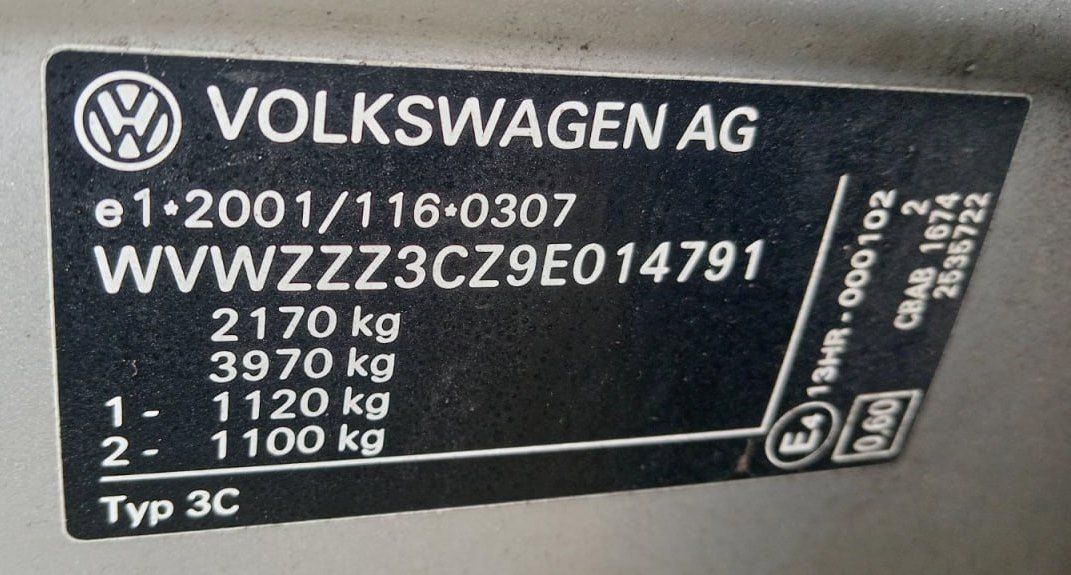 VOLKSWAGEN AG
e1*2001/116*0307
WVWZZZ3CZ9E014791
2170 kg
3970 kg
1- 1120 kg
2- 1100 kg
Typ 3C
E4 13HR-000102
2
CBAB 1674
2535722
0,60